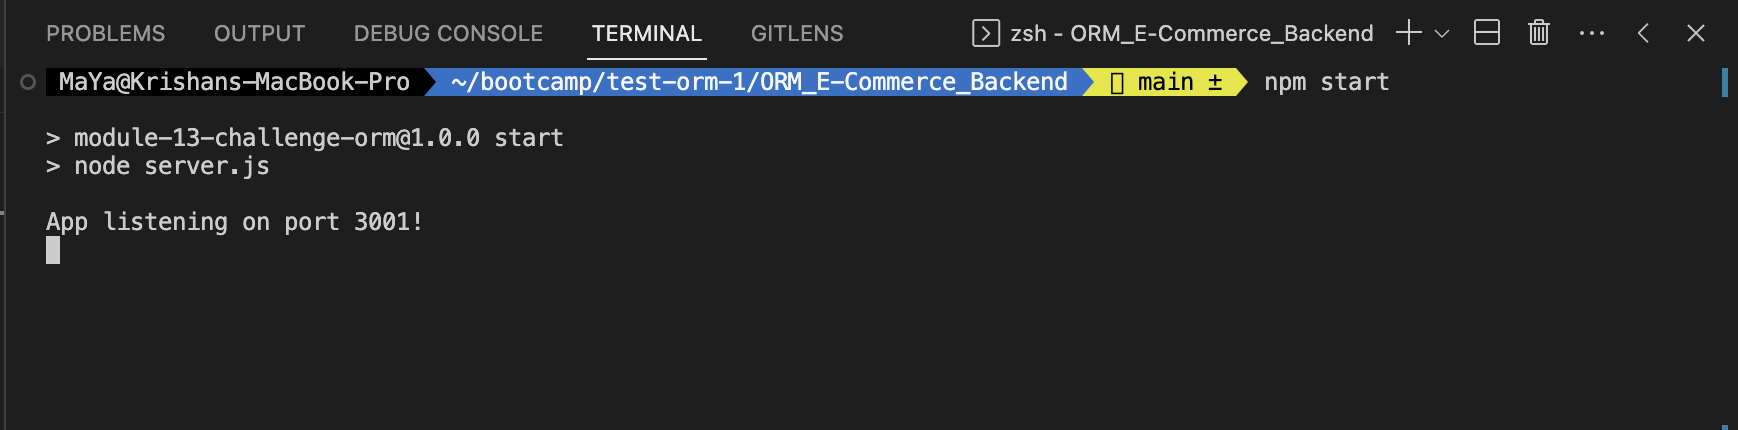 PROBLEMS OUTPUT DEBUG CONSOLE TERMINAL GITLENS zsh - ORM_E-Commerce_Backend
MaYa@Krishans-MacBook-Pro ~/bootcamp/test-orm-1/ORM_E-Commerce_Backend main ± npm start
> module-13-challenge-orm@1.0.0 start
> node server.js
App listening on port 3001!